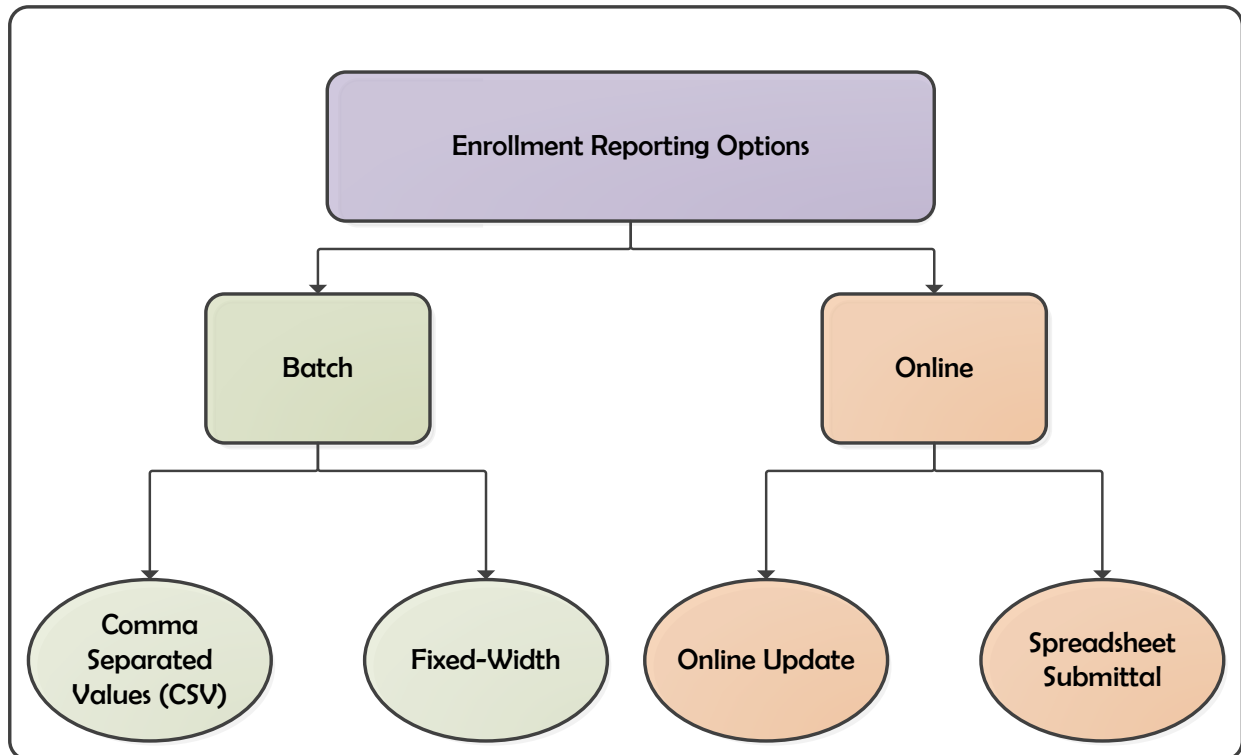 Enrollment Reporting Options
Batch
Online
Comma
Separated
Values (CSV)
Fixed-Width
Online Update
Spreadsheet
Submittal